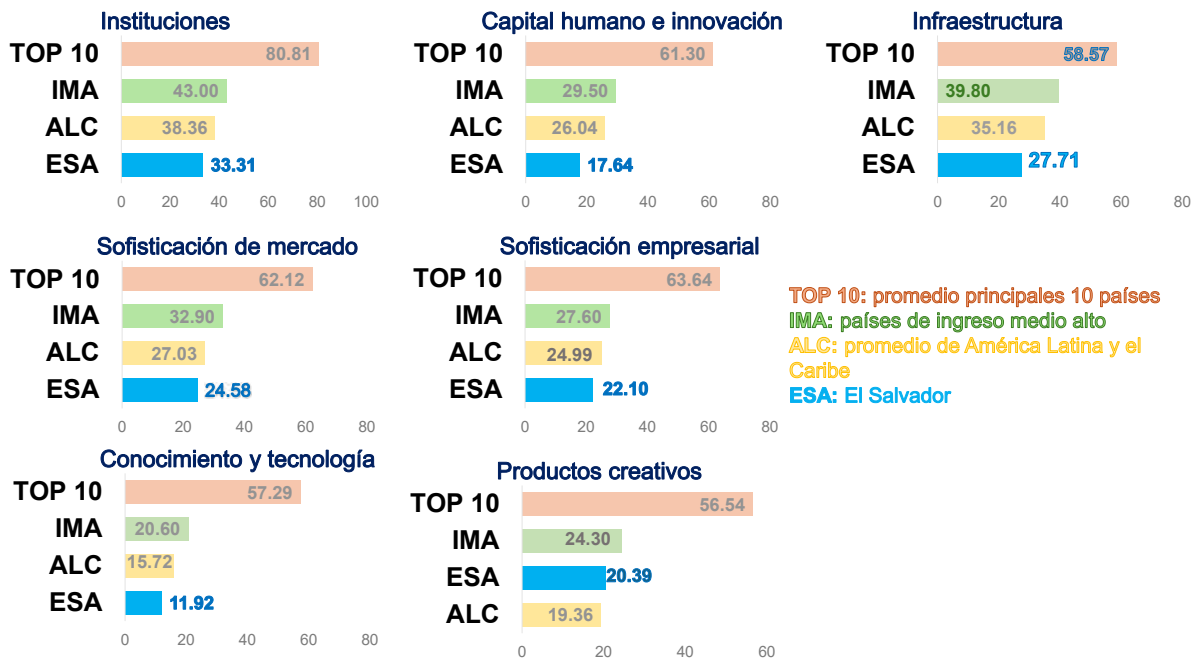 Instituciones
TOP 10 80.81
IMA 43.00
ALC 38.36
ESA 33.31
0 20 40 60 80 100
Capital humano e innovación
TOP 10 61.30
IMA 29.50
ALC 26.04
ESA 17.64
0 20 40 60 80
Infraestructura
TOP 10 58.57
IMA 39.80
ALC 35.16
ESA 27.71
0 20 40 60 80
Sofisticación de mercado
TOP 10 62.12
IMA 32.90
ALC 27.03
ESA 24.58
0 20 40 60 80
Sofisticación empresarial
TOP 10 63.64
IMA 27.60
ALC 24.99
ESA 22.10
0 20 40 60 80
TOP 10: promedio principales 10 países
IMA: países de ingreso medio alto
ALC: promedio de América Latina y el
Caribe
ESA: El Salvador
Conocimiento y tecnología
TOP 10 57.29
IMA 20.60
ALC 15.72
ESA 11.92
0 20 40 60 80
Productos creativos
TOP 10 56.54
IMA 24.30
ESA 20.39
ALC 19.36
0 20 40 60